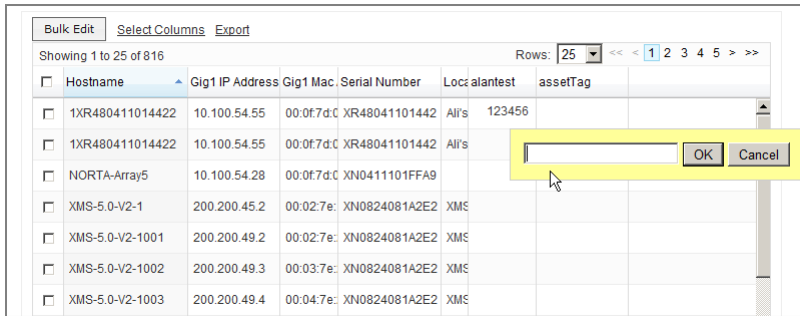 Bulk Edit Select Columns Export
Showing 1 to 25 of 816 Rows: 25 << < 1 2 3 4 5 > >>
Hostname Gig1 IP Address Gig1 Mac. Serial Number Loca alantest assetTag
1XR480411014422 10.100.54.55 00:0f:7d:0 XR48041101442 Ali's 123456
1XR480411014422 10.100.54.55 00:0f:7d:0 XR48041101442 Ali's
OK Cancel
NORTA-Array5 10.100.54.28 00:0f:7d:0 XN0411101FFA9
XMS-5.0-V2-1 200.200.45.2 00:02:7e: XN0824081A2E2 XMS
XMS-5.0-V2-1001 200.200.49.2 00:02:7e: XN0824081A2E2 XMS
XMS-5.0-V2-1002 200.200.49.3 00:03:7e: XN0824081A2E2 XMS
XMS-5.0-V2-1003 200.200.49.4 00:04:7e: XN0824081A2E2 XMS